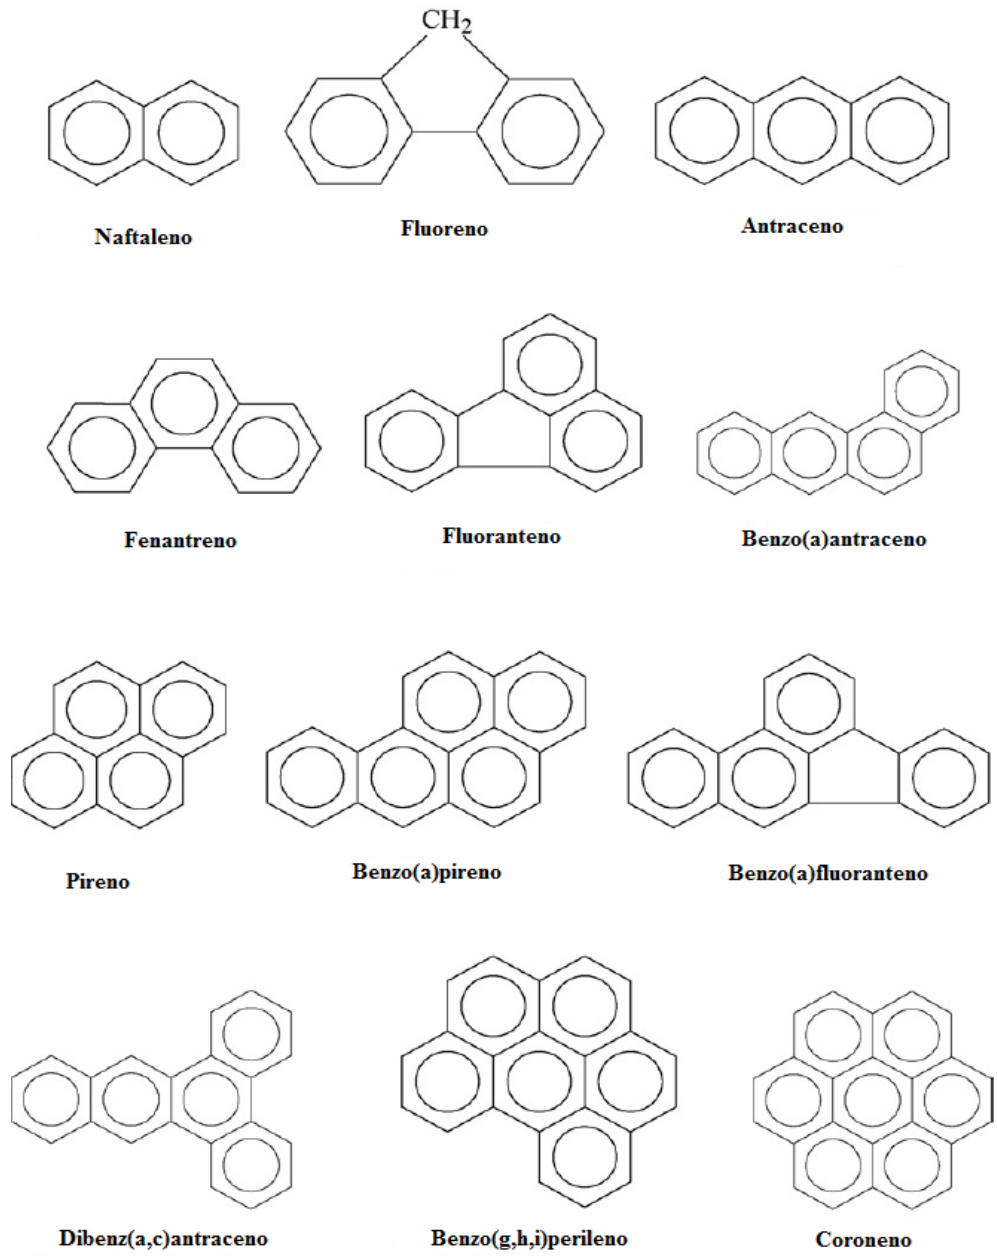 CH₂
Naftaleno
Fluoreno
Antraceno
Fenantreno
Fluoranteno
Benzo(a)antraceno
Pireno
Benzo(a)pireno
Benzo(a)fluoranteno
Dibenz(a,c)antraceno
Benzo(g,h,i)perileno
Coroneno